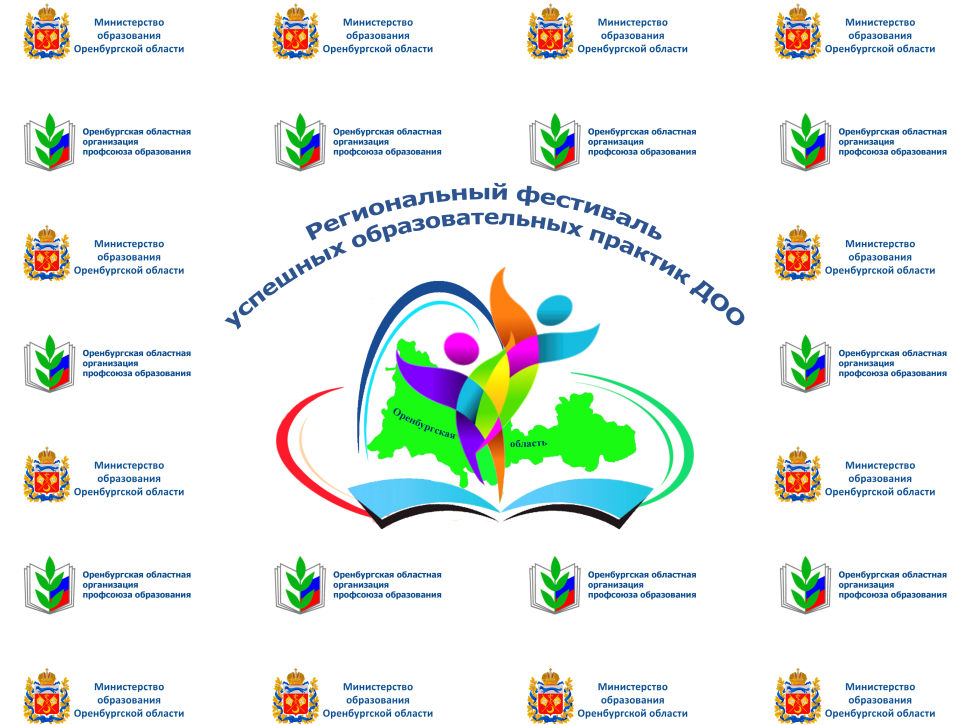 Министерство
образования
Оренбургской области
Министерство
образования
Оренбургской области
Министерство
образования
Оренбургской области
Министерство
образования
Оренбургской области
Оренбургская областная
организация
профсоюза образования
Оренбургская областная
организация
профсоюза образования
Оренбургская областная
организация
профсоюза образования
Оренбургская областная
организация
профсоюза образования
Региональный фестиваль
успешных образовательных практик ДОО
Министерство
образования
Оренбургской области
Министерство
образования
Оренбургской области
Оренбургская областная
организация
профсоюза образования
Оренбургская областная
организация
профсоюза образования
Оренбургская область
Министерство
образования
Оренбургской области
Министерство
образования
Оренбургской области
Оренбургская областная
организация
профсоюза образования
Оренбургская областная
организация
профсоюза образования
Оренбургская областная
организация
профсоюза образования
Оренбургская областная
организация
профсоюза образования
Министерство
образования
Оренбургской области
Министерство
образования
Оренбургской области
Министерство
образования
Оренбургской области
Министерство
образования
Оренбургской области